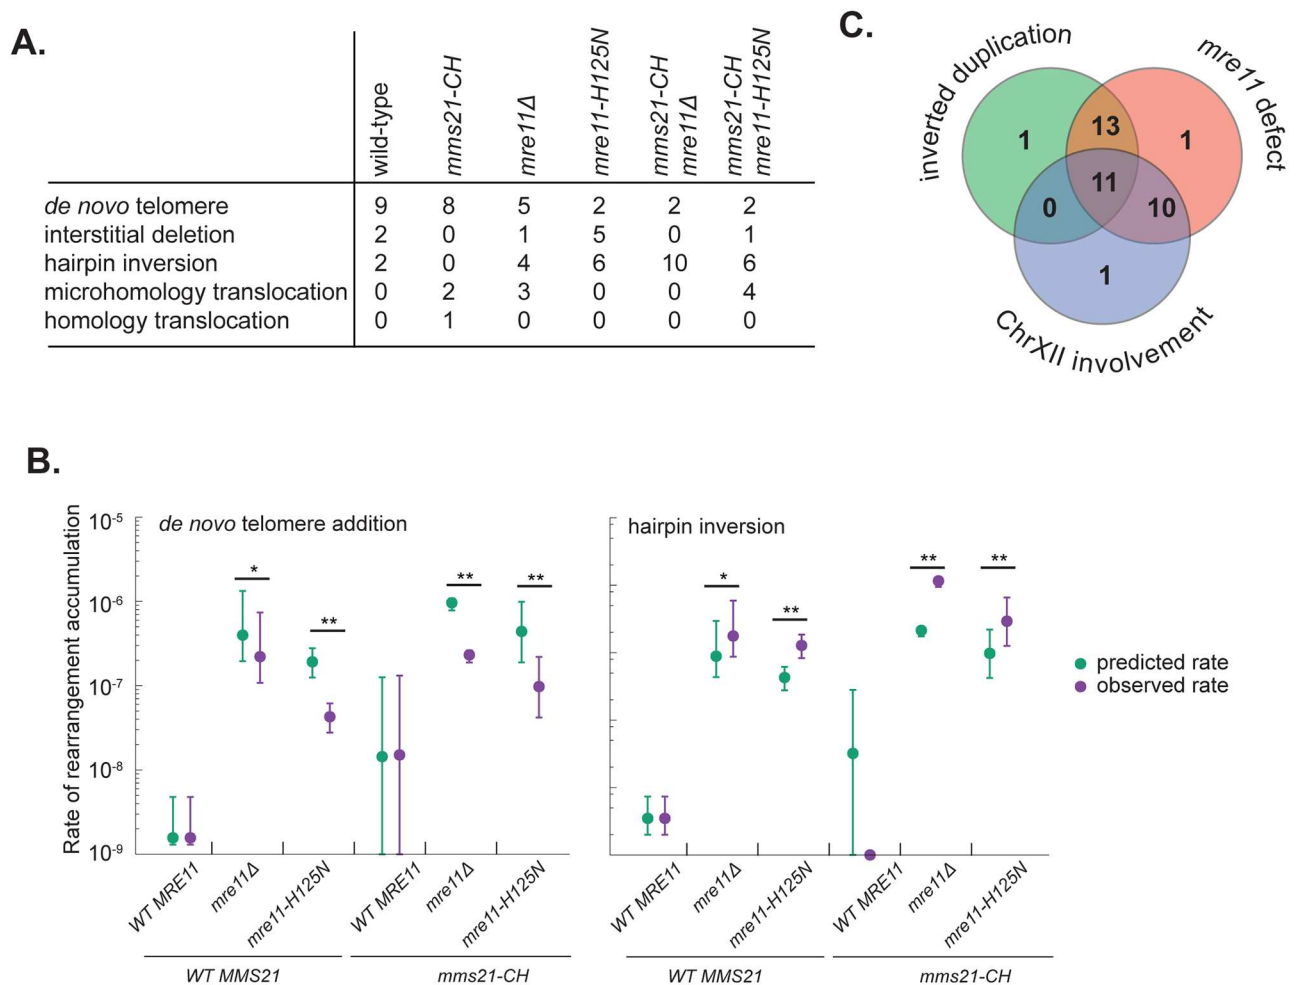 A.
wild-type
mms21-CH
mre11Δ
mre11-H125N
mms21-CH
mre11Δ
mms21-CH
mre11-H125N
de novo telomere 9 8 5 2 2 2
interstitial deletion 2 0 1 5 0 1
hairpin inversion 2 0 4 6 10 6
microhomology translocation 0 2 3 0 0 4
homology translocation 0 1 0 0 0 0
C.
inverted duplication
mre11 defect
1 13 1
11
0 10
1
ChrXII involvement
B.
Rate of rearrangement accumulation
10-5
10-6
10-7
10-8
10-9
de novo telomere addition
*
**
**
**
WT MRE11
mre11Δ
mre11-H125N
WT MRE11
mre11Δ
mre11-H125N
WT MMS21
mms21-CH
hairpin inversion
*
**
**
**
WT MRE11
mre11Δ
mre11-H125N
WT MRE11
mre11Δ
mre11-H125N
WT MMS21
mms21-CH
predicted rate
observed rate